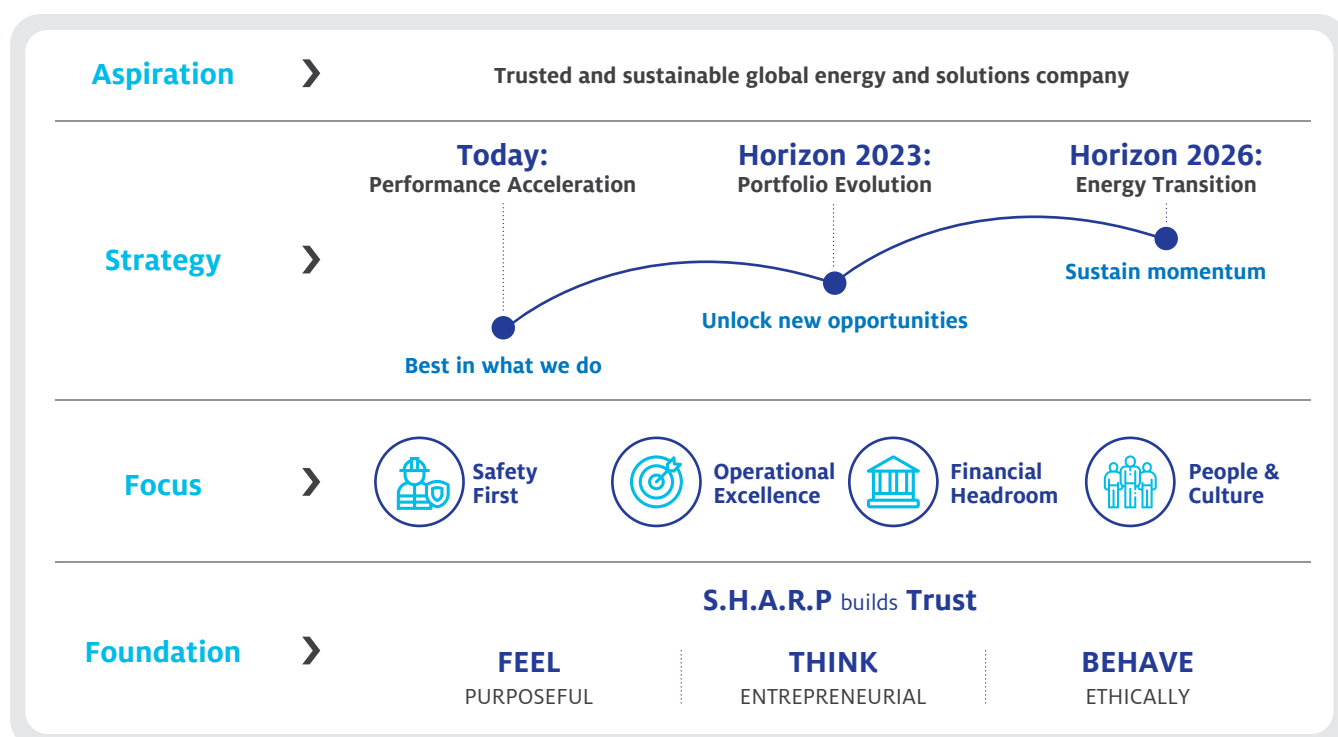 Aspiration
Trusted and sustainable global energy and solutions company
Strategy
Today:
Performance Acceleration
Best in what we do
Horizon 2023:
Portfolio Evolution
Unlock new opportunities
Horizon 2026:
Energy Transition
Sustain momentum
Focus
Safety
First
Operational
Excellence
Financial
Headroom
People &
Culture
Foundation
S.H.A.R.P builds Trust
FEEL
PURPOSEFUL
THINK
ENTREPRENEURIAL
BEHAVE
ETHICALLY